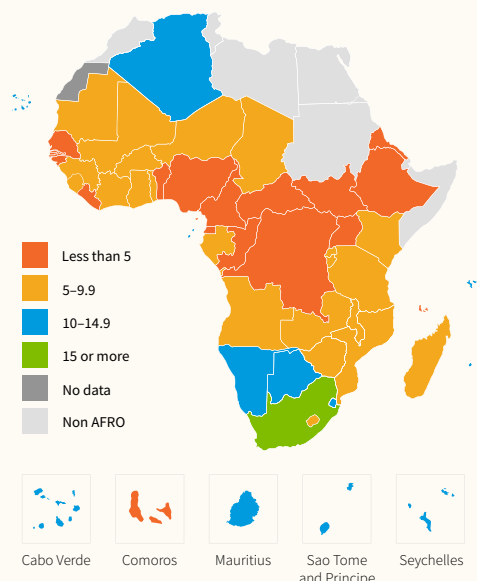 Less than 5
5–9.9
10–14.9
15 or more
No data
Non AFRO
Cabo Verde
Comoros
Mauritius
Sao Tome
and Principe
Seychelles